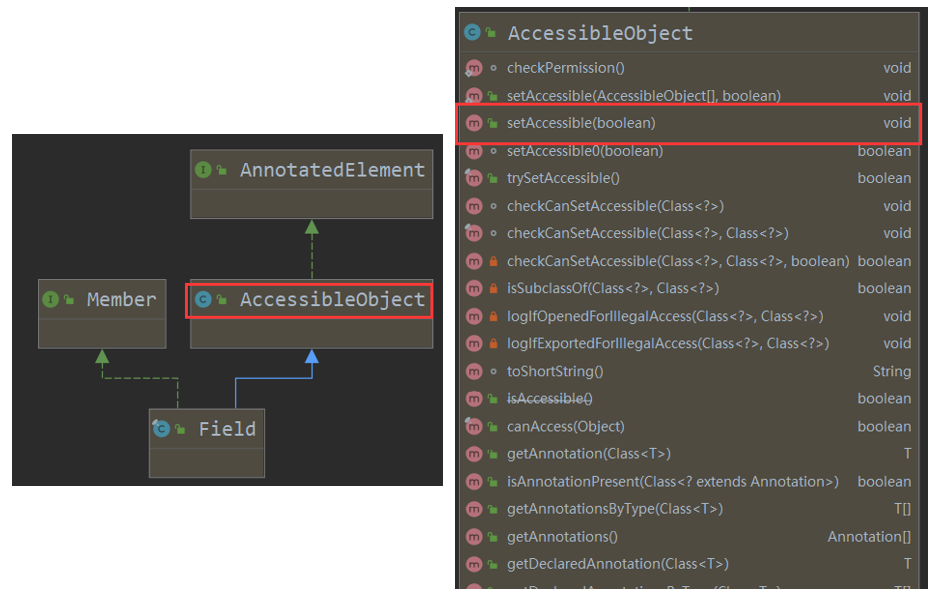 AnnotatedElement
Member
AccessibleObject
Field
AccessibleObject
checkPermission() void
setAccessible(AccessibleObject[], boolean) void
setAccessible(boolean) void
setAccessible0(boolean) boolean
trySetAccessible() boolean
checkCanSetAccessible(Class<?>) void
checkCanSetAccessible(Class<?>, Class<?>) void
checkCanSetAccessible(Class<?>, Class<?>, boolean) boolean
isSubclassOf(Class<?>, Class<?>) boolean
logIfOpenedForIllegalAccess(Class<?>, Class<?>) void
logIfExportedForIllegalAccess(Class<?>, Class<?>) void
toShortString() String
isAccessible() boolean
canAccess(Object) boolean
getAnnotation(Class<T>) T
isAnnotationPresent(Class<? extends Annotation>) boolean
getAnnotationsByType(Class<T>) T[]
getAnnotations() Annotation[]
getDeclaredAnnotation(Class<T>) T